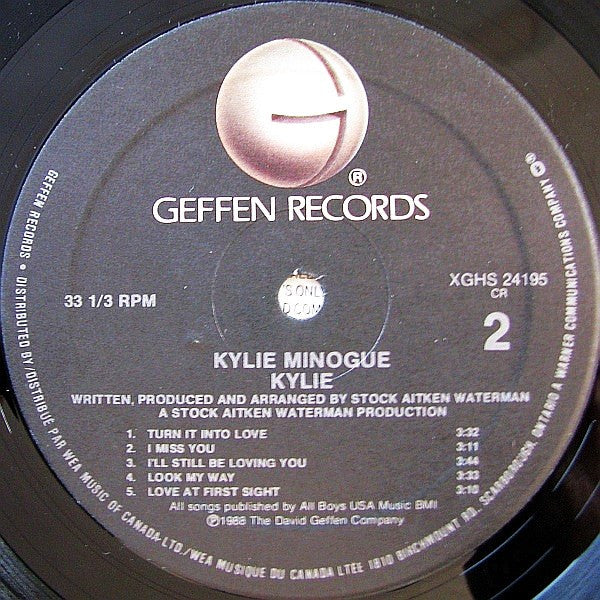 ®
GEFFEN RECORDS
33 1/3 RPM
XGHS 24195
CR
2
'S ONLY
D.COM
KYLIE MINOGUE
KYLIE
WRITTEN, PRODUCED AND ARRANGED BY STOCK AITKEN WATERMAN
A STOCK AITKEN WATERMAN PRODUCTION
1. TURN IT INTO LOVE 3:32
2. I MISS YOU 3:11
3. I'LL STILL BE LOVING YOU 3:44
4. LOOK MY WAY 3:33
5. LOVE AT FIRST SIGHT 3:10
All songs published by All Boys USA Music BMI
℗1988 The David Geffen Company
GEFFEN RECORDS • DISTRIBUTED BY/DISTRIBUÉ PAR WEA MUSIC OF CANADA LTD./WEA MUSIQUE DU CANADA LTÉE 1810 BIRCHMOUNT RD. SCARBOROUGH, ONTARIO A WARNER COMMUNICATIONS COMPANY